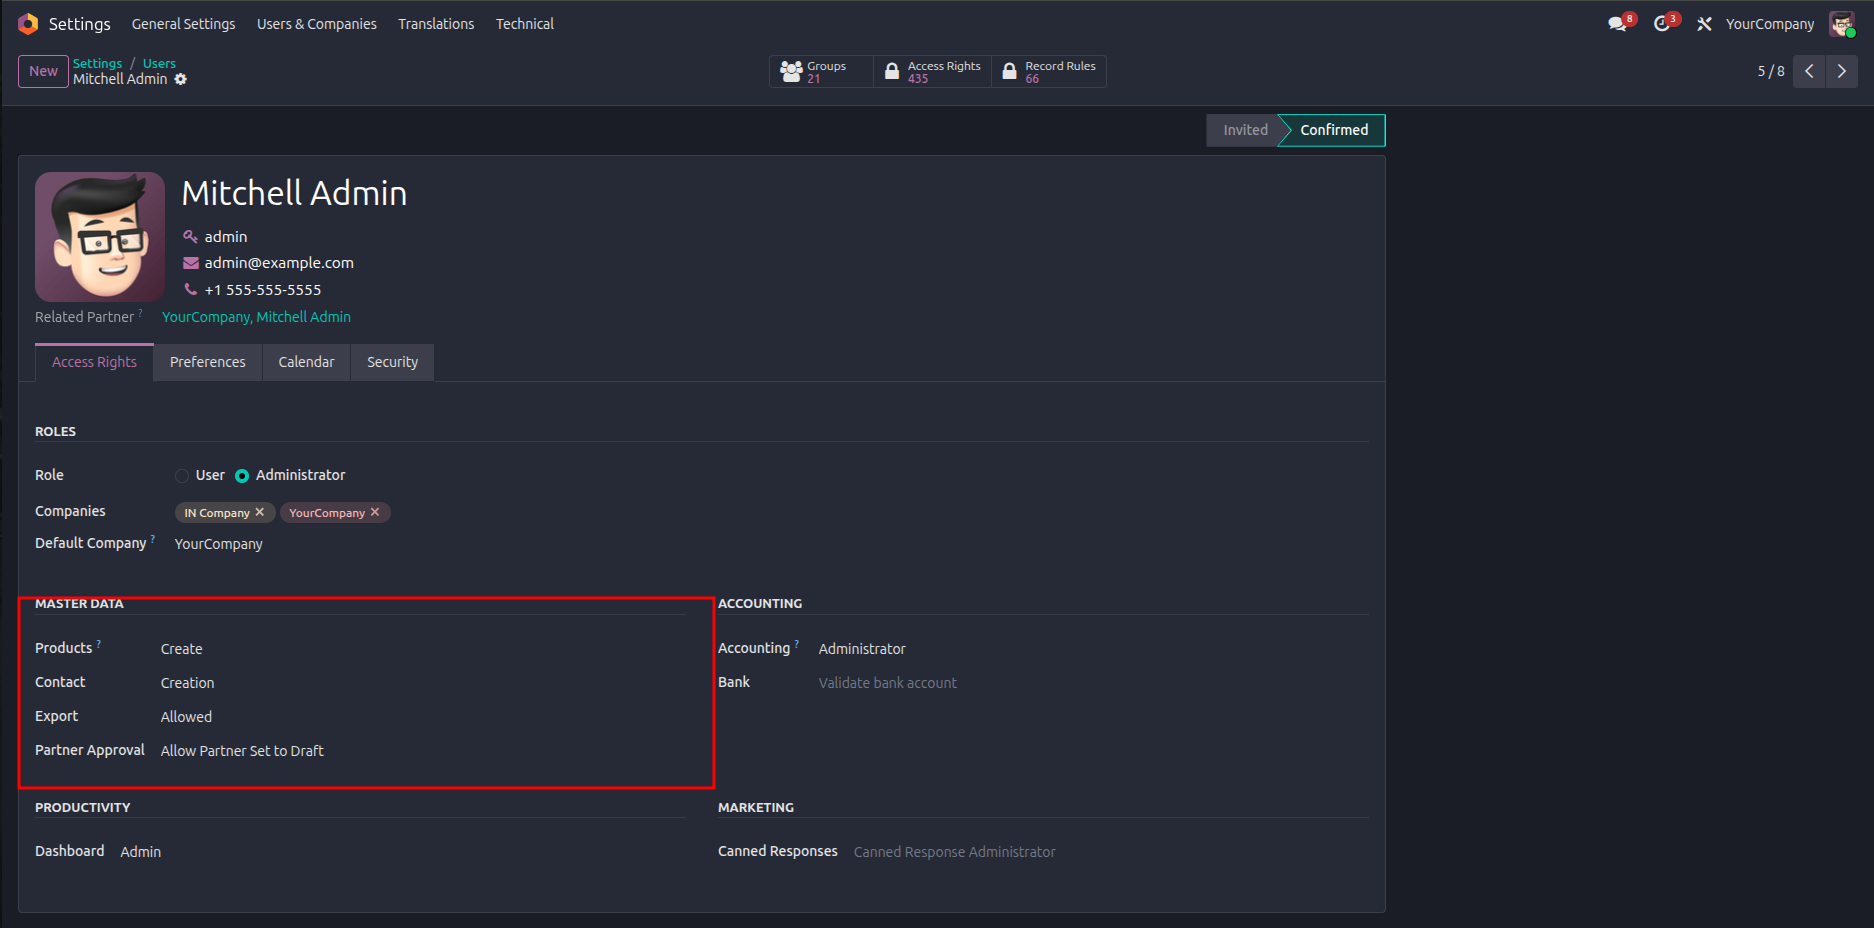 Settings General Settings Users & Companies Translations Technical 8 3 YourCompany
New Settings / Users
Mitchell Admin
Groups 21 Access Rights 435 Record Rules 66 5 / 8
Invited Confirmed
Mitchell Admin
admin
admin@example.com
+1 555-555-5555
Related Partner ? YourCompany, Mitchell Admin
Access Rights Preferences Calendar Security
ROLES
Role User Administrator
Companies IN Company × YourCompany ×
Default Company ? YourCompany
MASTER DATA
Products ? Create
Contact Creation
Export Allowed
Partner Approval Allow Partner Set to Draft
ACCOUNTING
Accounting ? Administrator
Bank Validate bank account
PRODUCTIVITY
Dashboard Admin
MARKETING
Canned Responses Canned Response Administrator